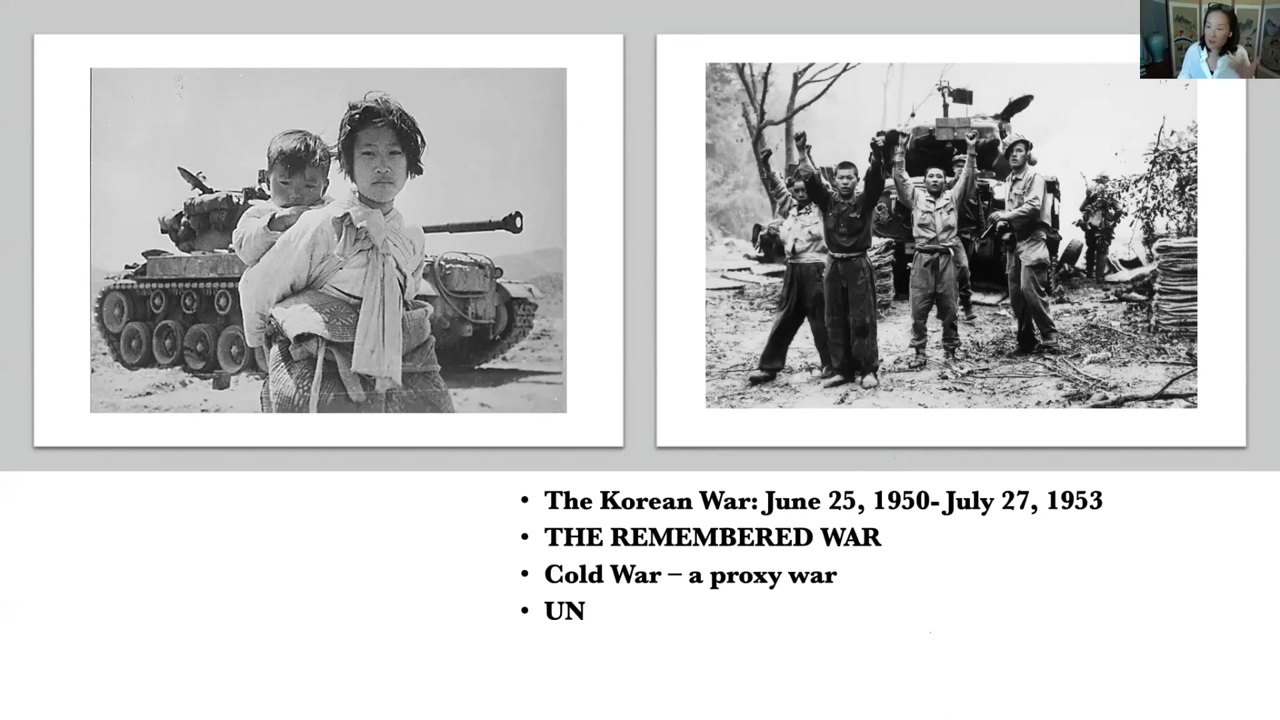 • The Korean War: June 25, 1950- July 27, 1953
• THE REMEMBERED WAR
• Cold War – a proxy war
• UN